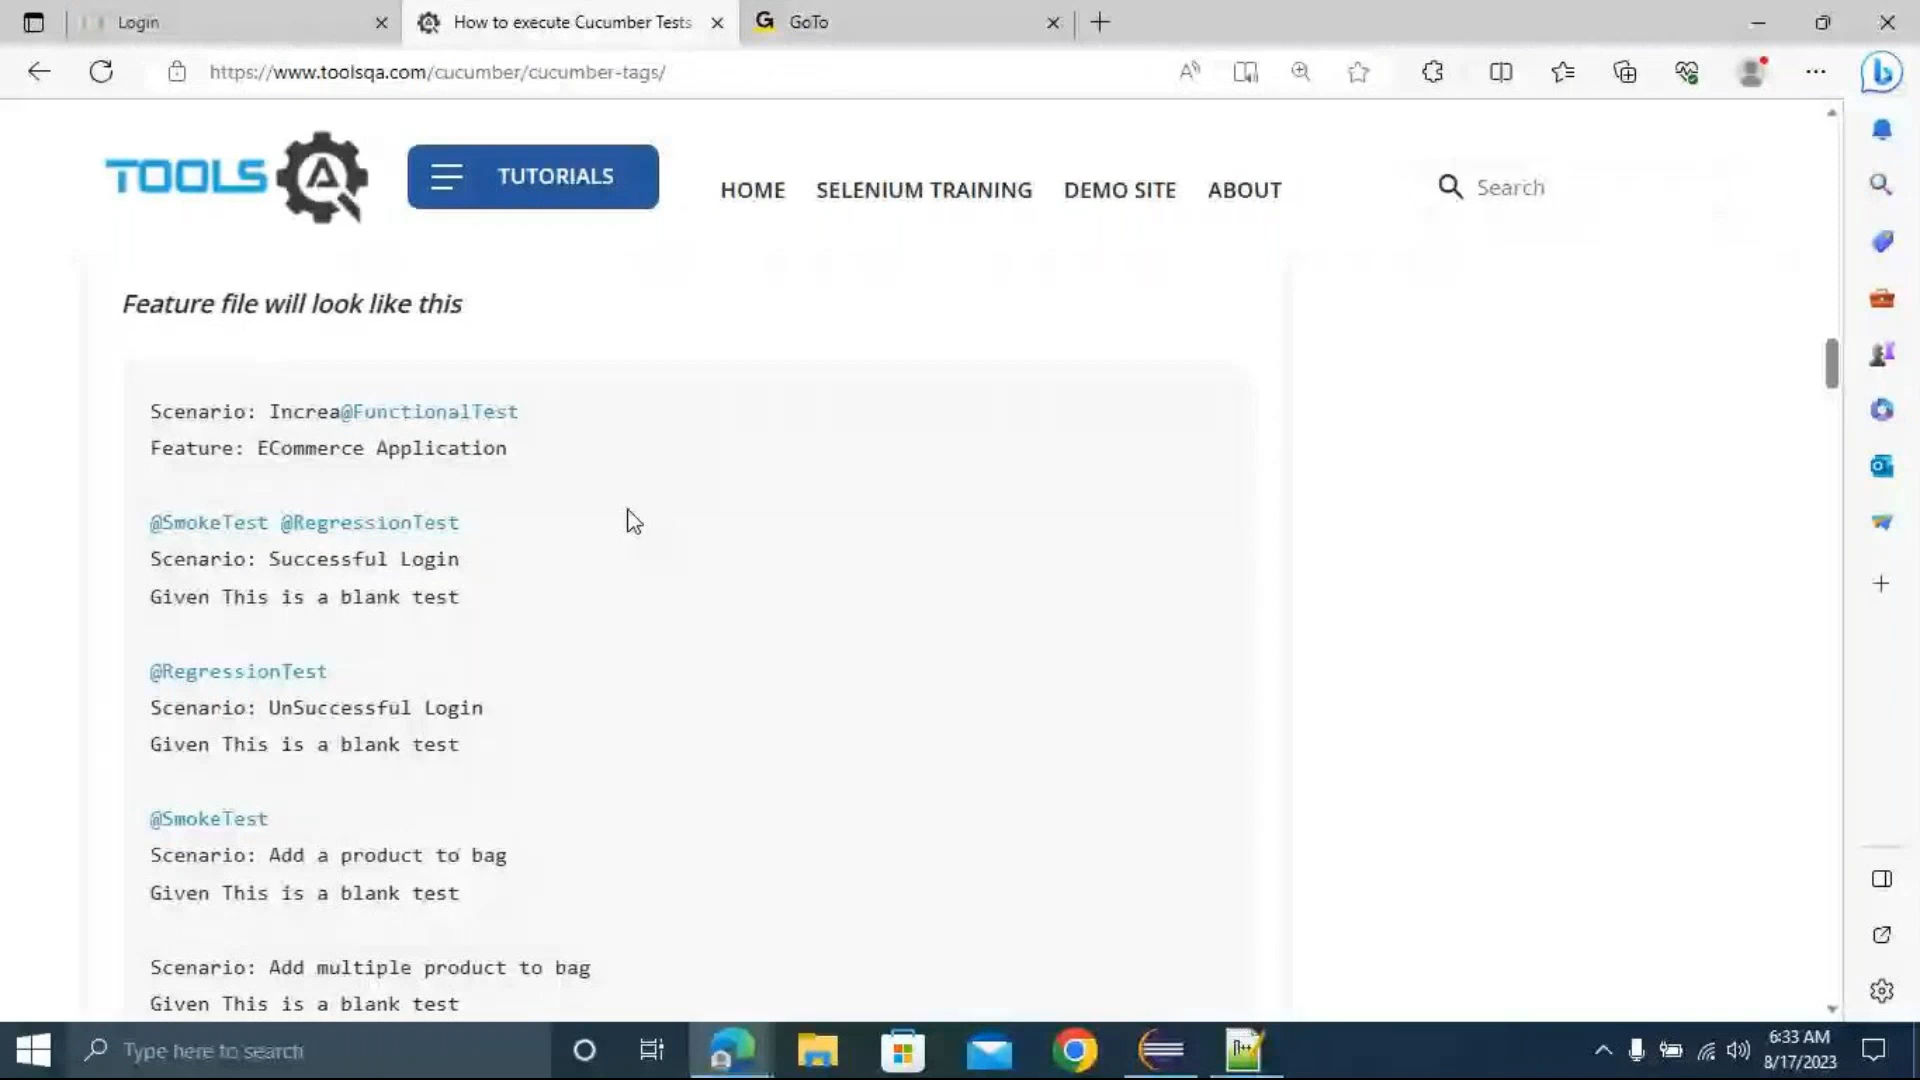 Login
How to execute Cucumber Tests
GoTo
https://www.toolsqa.com/cucumber/cucumber-tags/
TOOLS
TUTORIALS
HOME
SELENIUM TRAINING
DEMO SITE
ABOUT
Search
Feature file will look like this
Scenario: Increa@FunctionalTest
Feature: ECommerce Application
@SmokeTest @RegressionTest
Scenario: Successful Login
Given This is a blank test
@RegressionTest
Scenario: UnSuccessful Login
Given This is a blank test
@SmokeTest
Scenario: Add a product to bag
Given This is a blank test
Scenario: Add multiple product to bag
Given This is a blank test
Type here to search
6:33 AM
8/17/2023